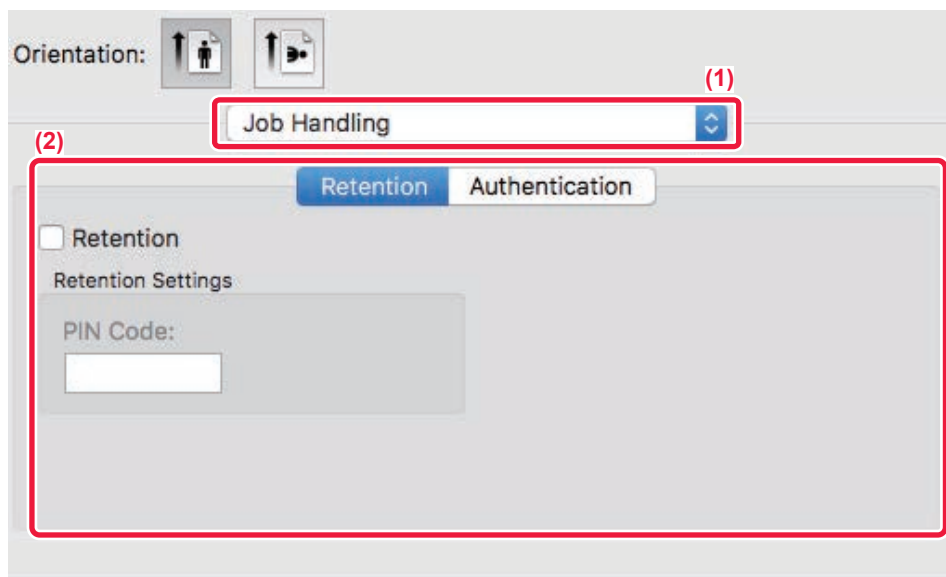 Orientation:
(1)
Job Handling
(2)
Retention Authentication
Retention
Retention Settings
PIN Code: